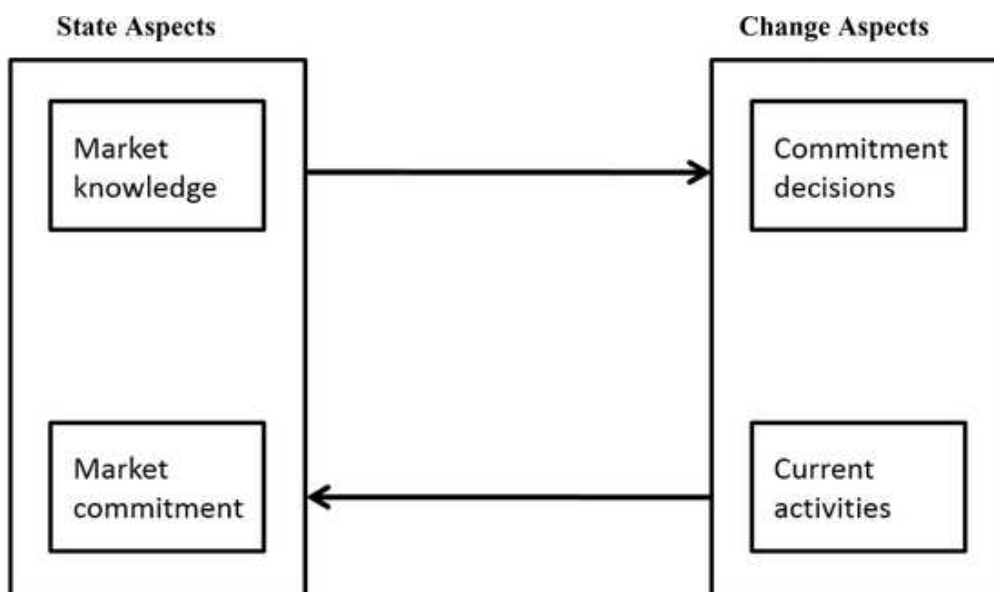 State Aspects
Change Aspects
Market
knowledge
Commitment
decisions
Market
commitment
Current
activities